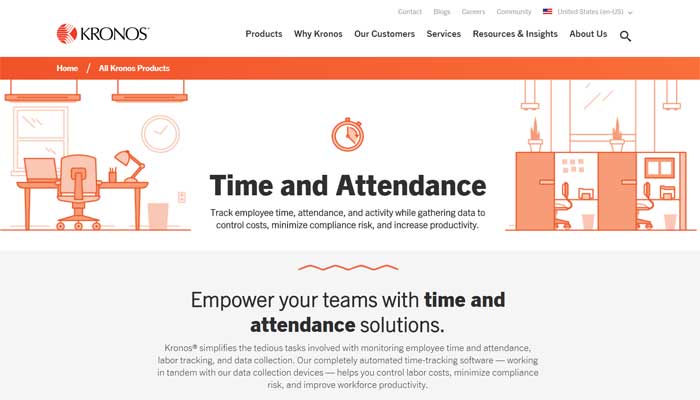 Contact Blogs Careers Community United States (en-US)
KRONOS™
Products Why Kronos Our Customers Services Resources & Insights About Us
Home / All Kronos Products
Time and Attendance
Track employee time, attendance, and activity while gathering data to
control costs, minimize compliance risk, and increase productivity.
Empower your teams with time and
attendance solutions.
Kronos® simplifies the tedious tasks involved with monitoring employee time and attendance,
labor tracking, and data collection. Our completely automated time-tracking software — working
in tandem with our data collection devices — helps you control labor costs, minimize compliance
risk, and improve workforce productivity.